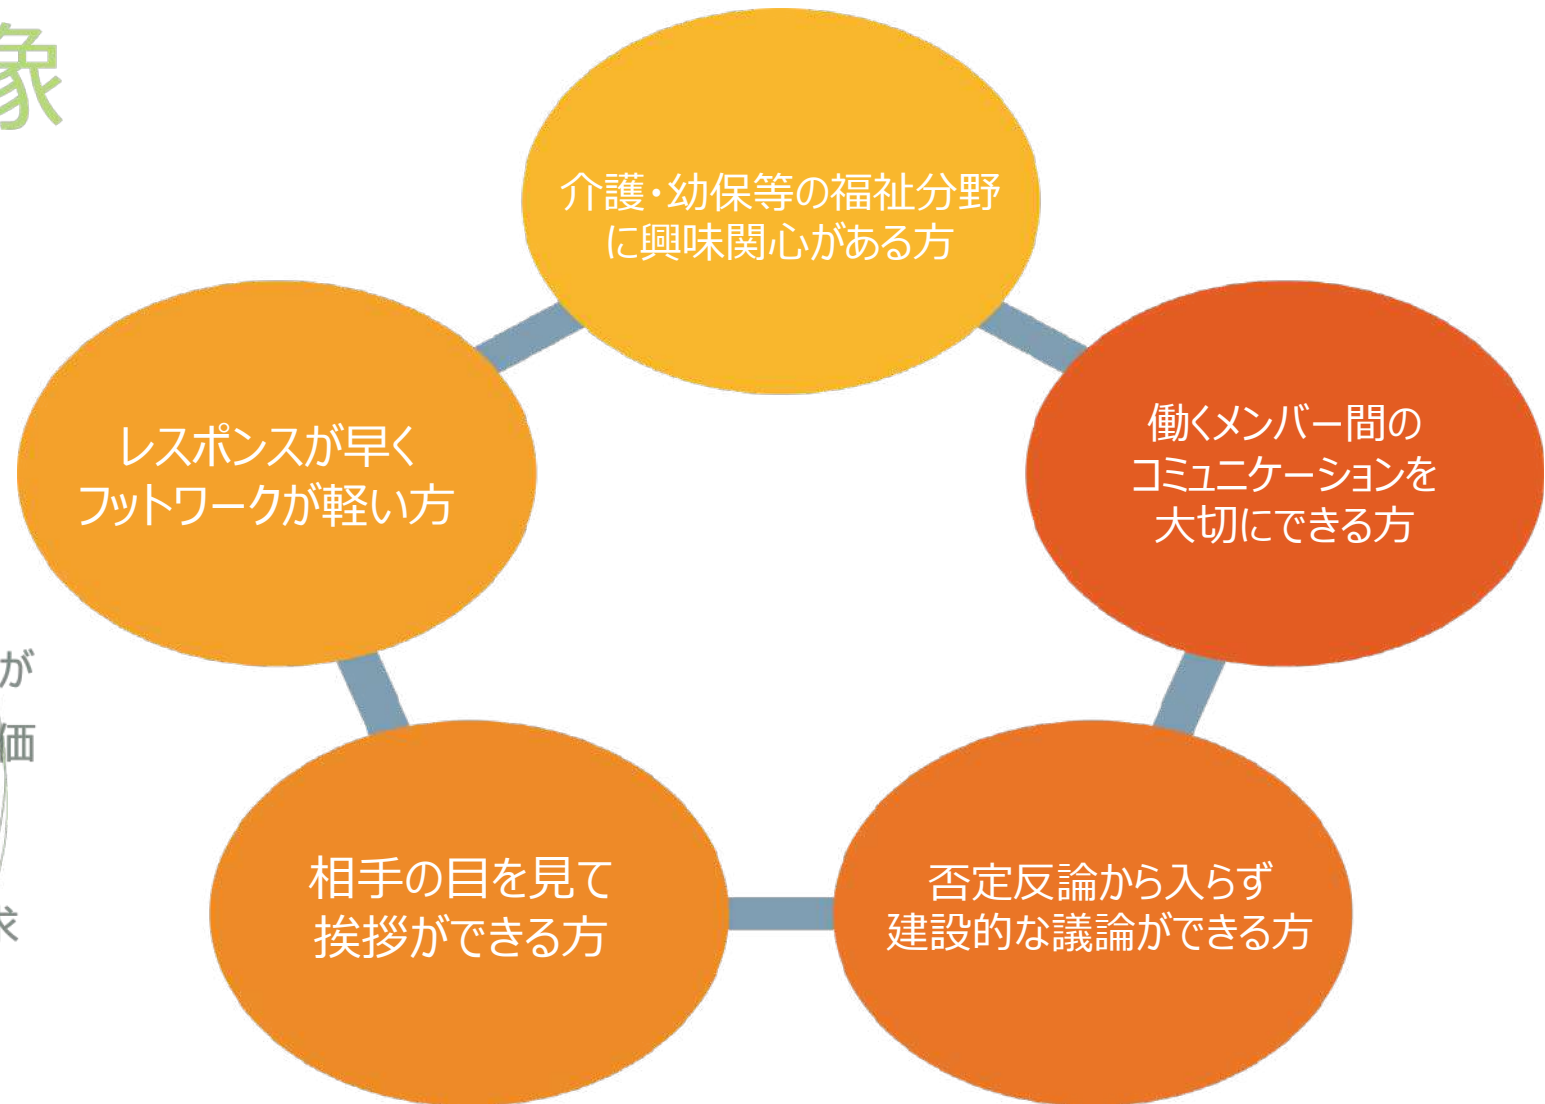 象
介護・幼保等の福祉分野
に興味関心がある方
働くメンバー間の
コミュニケーションを
大切にできる方
否定反論から入らず
建設的な議論ができる方
相手の目を見て
挨拶ができる方
レスポンスが早く
フットワークが軽い方
が
価
求